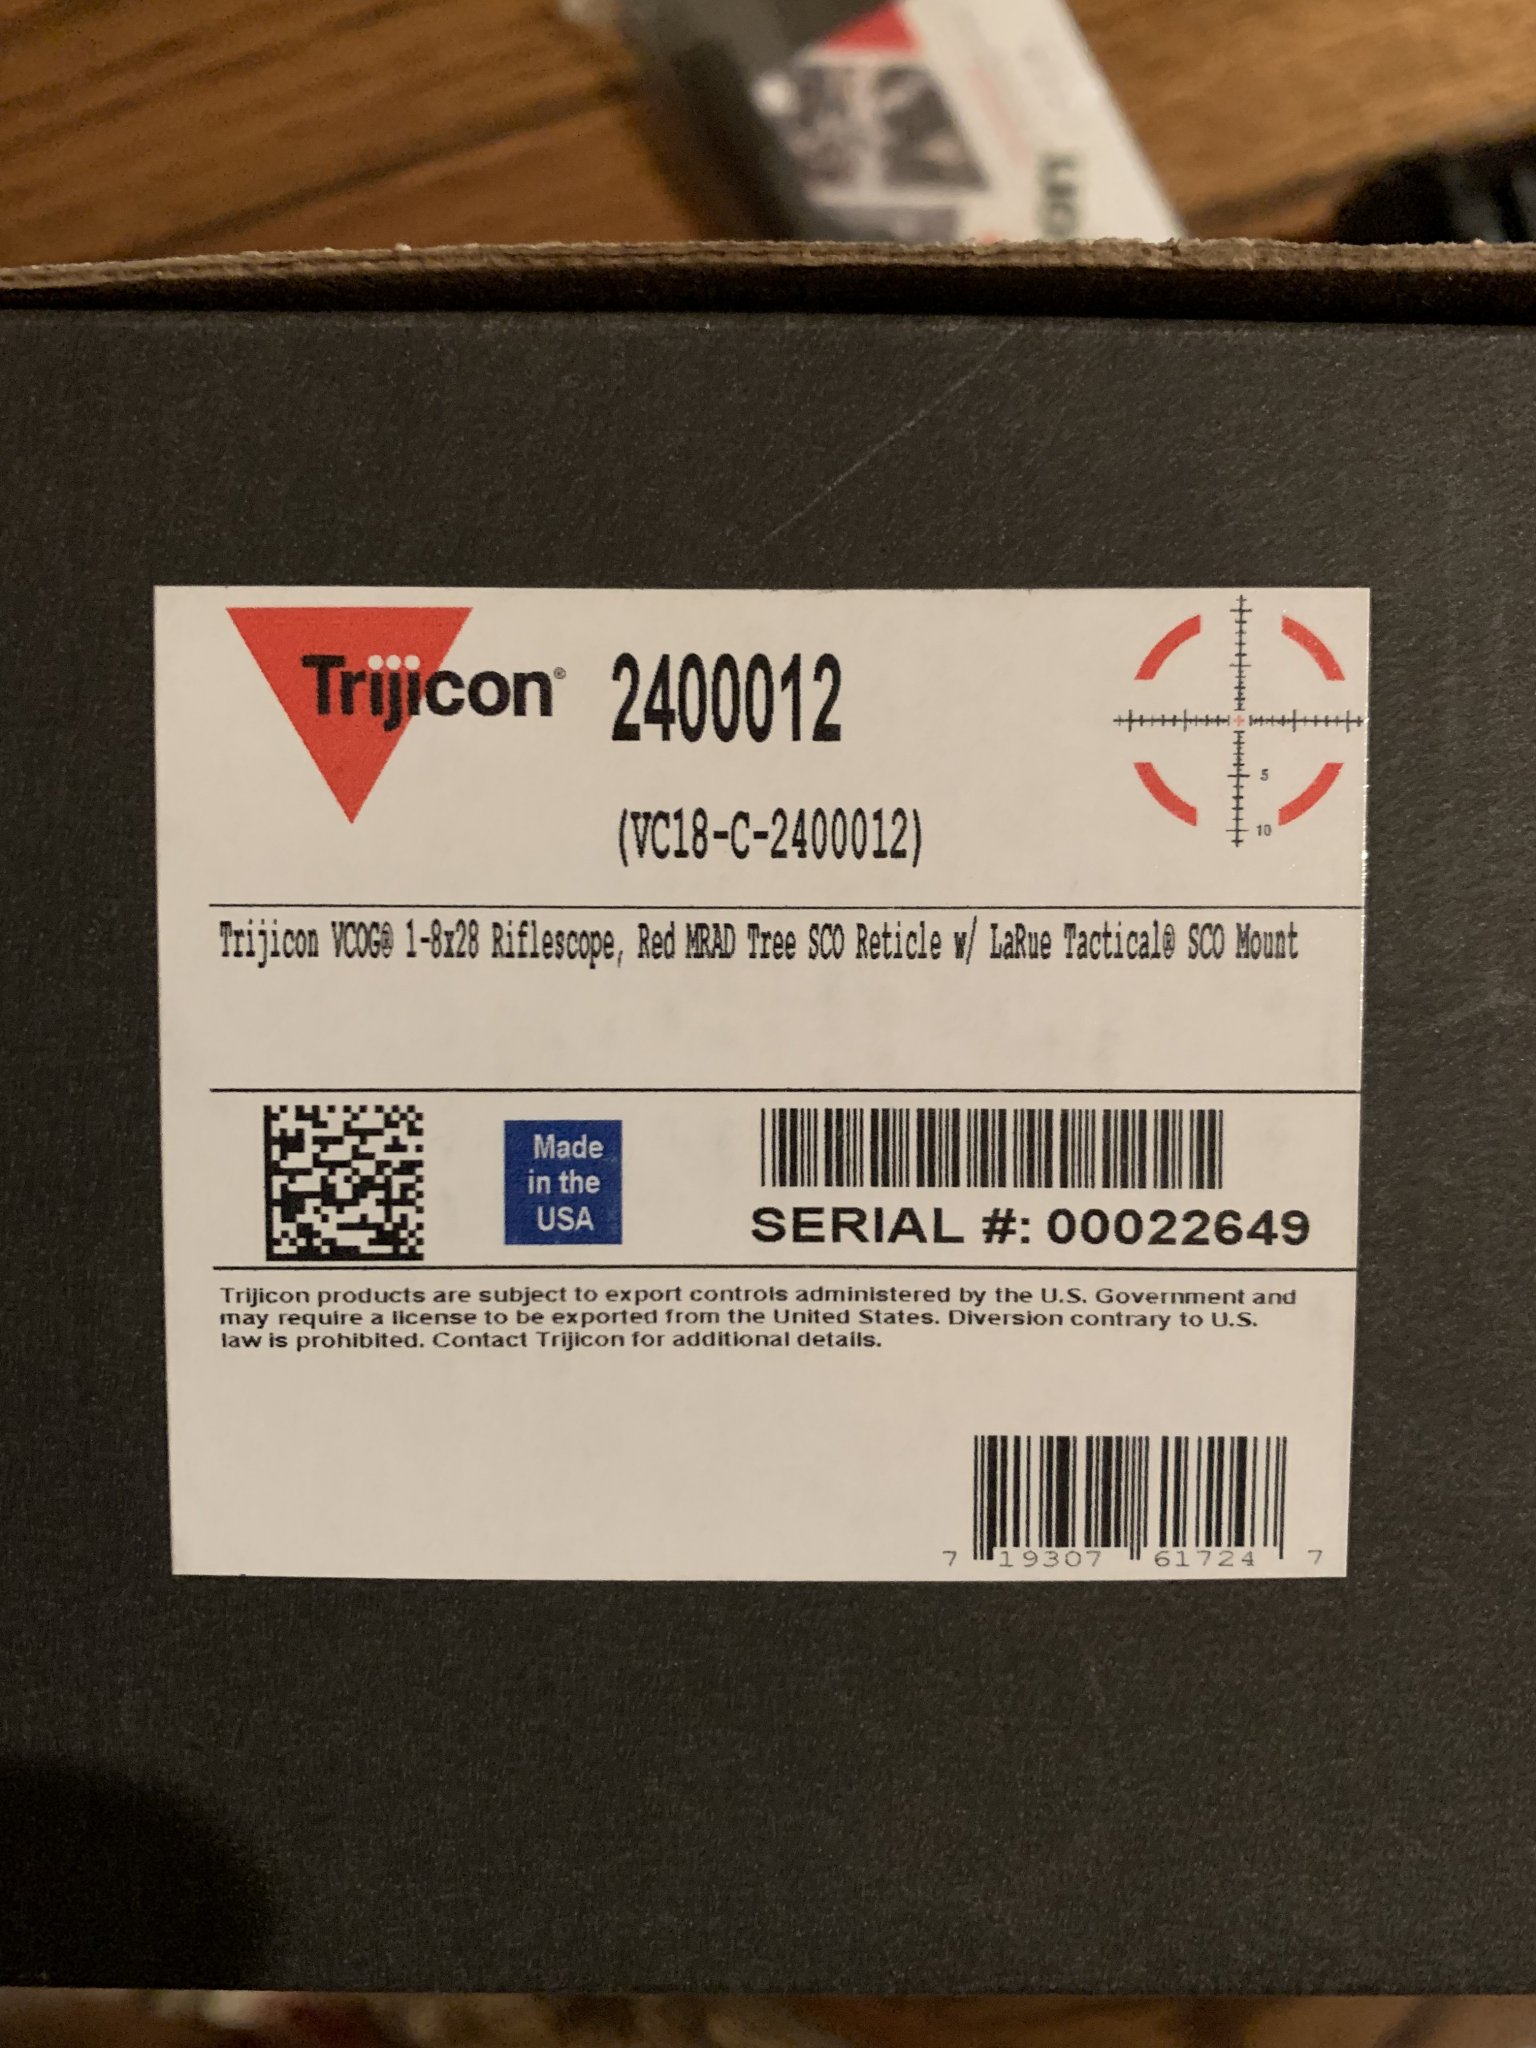 on
Trijicon®
2400012
(VC18-C-2400012)
5
10
Trijicon VCOG® 1-8x28 Riflescope, Red MRAD Tree SCO Reticle w/ LaRue Tactical® SCO Mount
Made
in the
USA
SERIAL #: 00022649
Trijicon products are subject to export controls administered by the U.S. Government and
may require a license to be exported from the United States. Diversion contrary to U.S.
law is prohibited. Contact Trijicon for additional details.
7 19307 61724 7